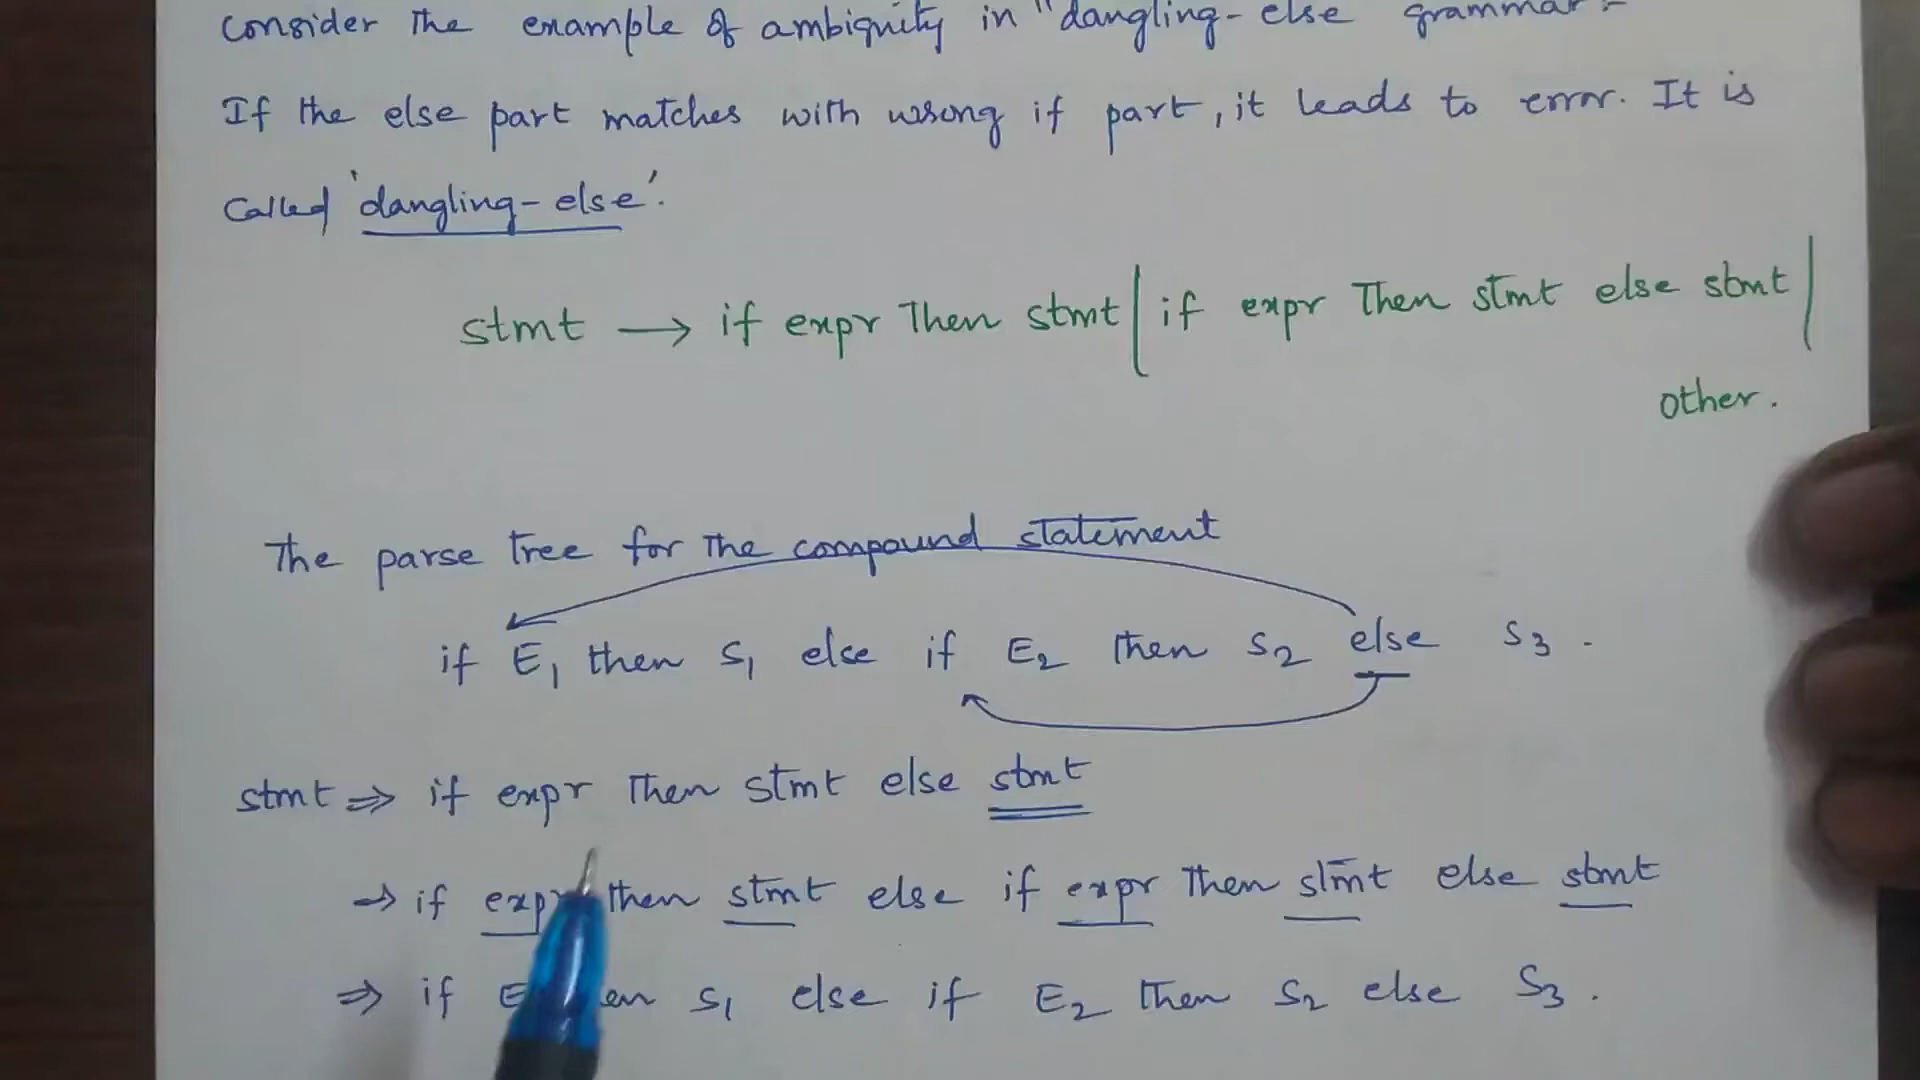 Consider the example of ambiguity in "dangling-else grammar :-
If the else part matches with wrong if part, it leads to error. It is
Called 'dangling-else'.
stmt → if expr Then stmt | if expr Then stmt else stmt |
other.
The parse tree for the compound statement
if E1 then S1 else if E2 then S2 else S3.
stmt ⇒ if expr Then stmt else stmt
→ if expr then stmt else if expr Then stmt else stmt
⇒ if S1 else if E2 then S2 else S3.